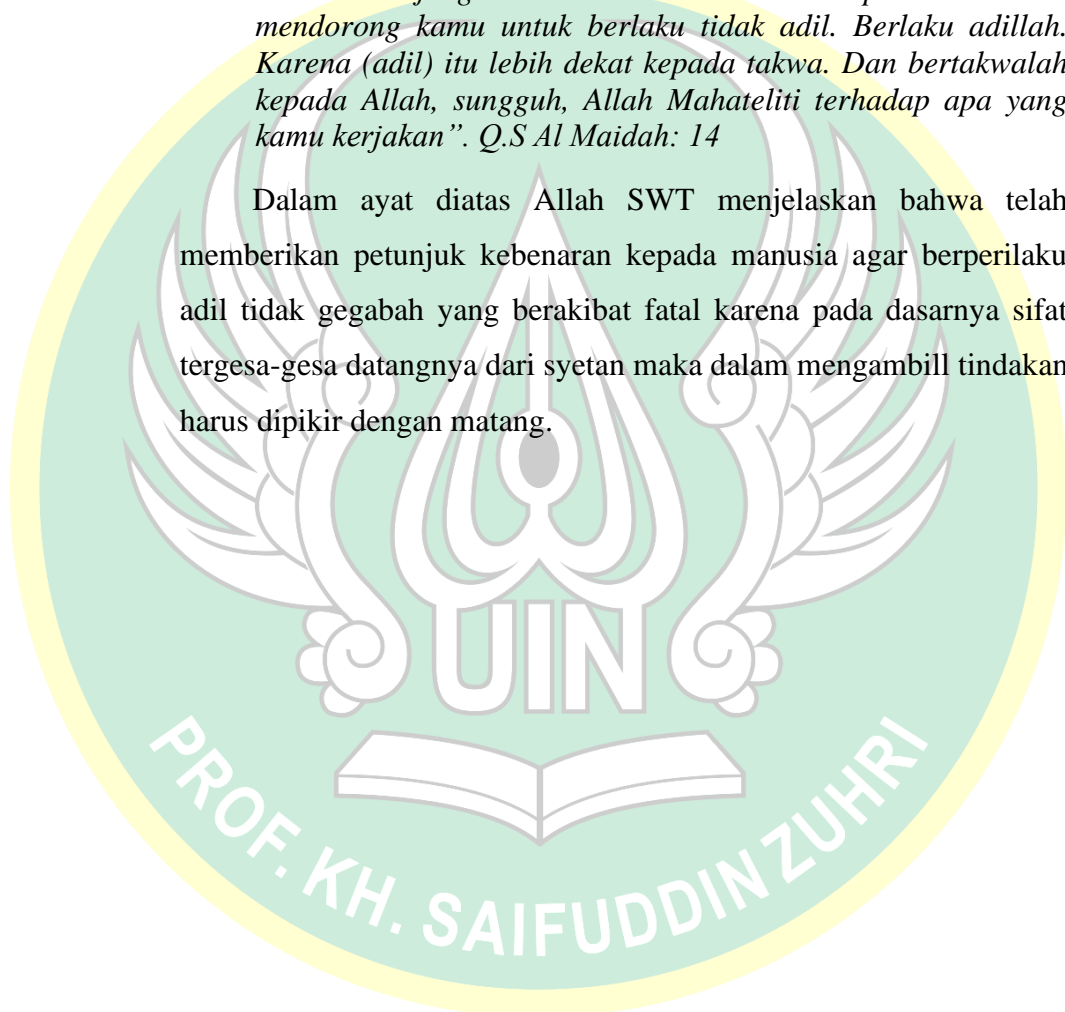 mendorong kamu untuk berlaku tidak adil. Berlaku adillah.
Karena (adil) itu lebih dekat kepada takwa. Dan bertakwalah
kepada Allah, sungguh, Allah Mahateliti terhadap apa yang
kamu kerjakan”. Q.S Al Maidah: 14
Dalam ayat diatas Allah SWT menjelaskan bahwa telah
memberikan petunjuk kebenaran kepada manusia agar berperilaku
adil tidak gegabah yang berakibat fatal karena pada dasarnya sifat
tergesa-gesa datangnya dari syetan maka dalam mengambill tindakan
harus dipikir dengan matang.
UIN
PROF. KH. SAIFUDDIN ZUHRI